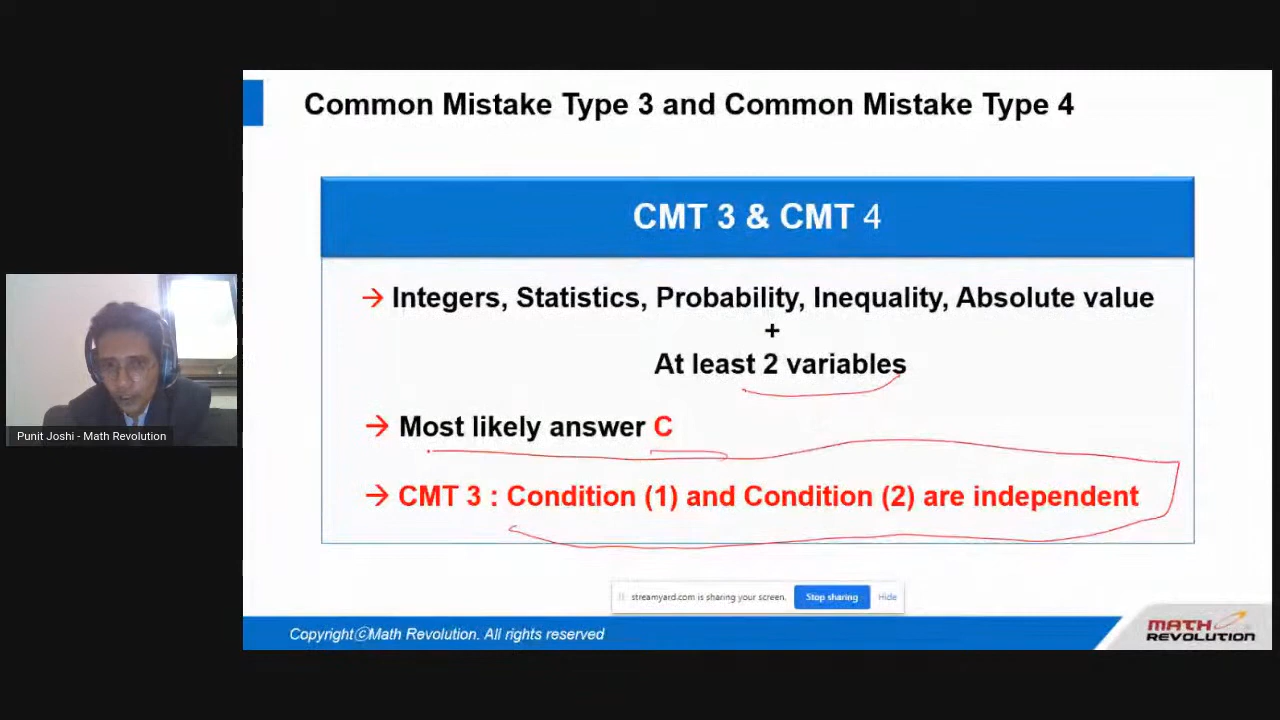 Common Mistake Type 3 and Common Mistake Type 4
CMT 3 & CMT 4
→ Integers, Statistics, Probability, Inequality, Absolute value
+
At least 2 variables
→ Most likely answer C
→ CMT 3 : Condition (1) and Condition (2) are independent
Punit Joshi - Math Revolution
streamyard.com is sharing your screen. Stop sharing Hide
CopyrightⓒMath Revolution. All rights reserved
MATH
REVOLUTION